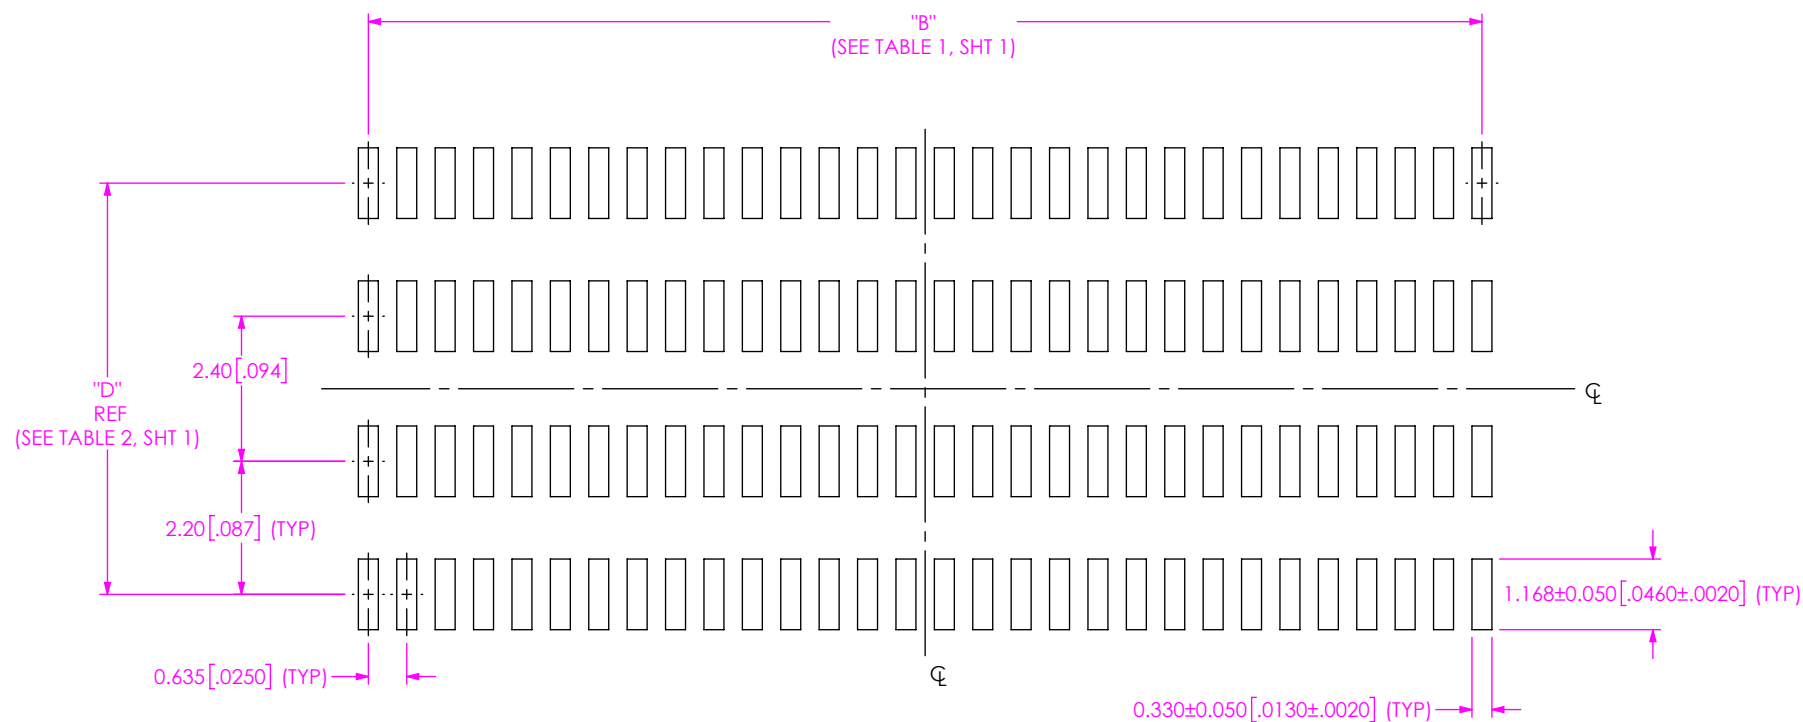 "B"
(SEE TABLE 1, SHT 1)
2.40[.094]
"D"
REF
(SEE TABLE 2, SHT 1)
℄
2.20[.087] (TYP)
1.168±0.050[.0460±.0020] (TYP)
0.635[.0250] (TYP)
℄
0.330±0.050[.0130±.0020] (TYP)